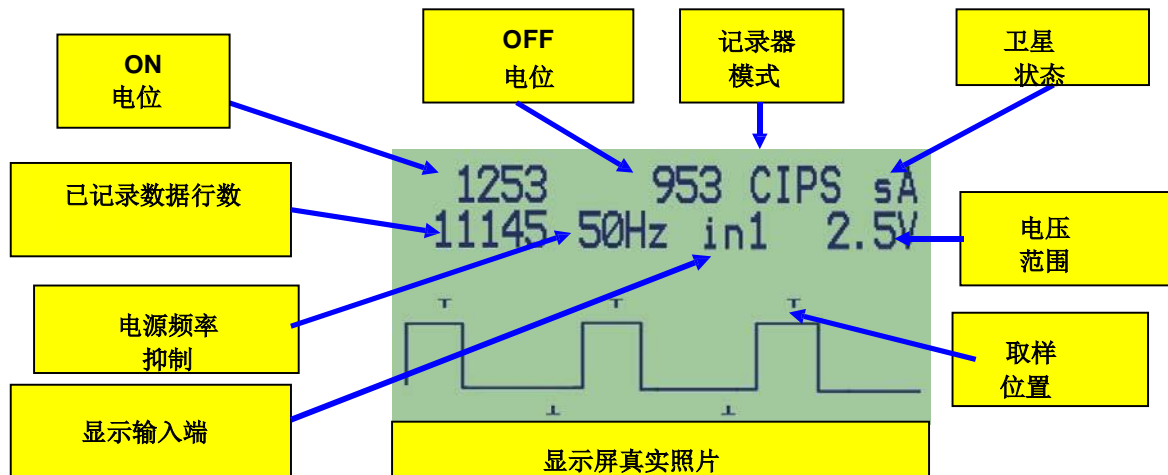 ON
电位
OFF
电位
记录器
模式
卫星
状态
已记录数据行数
1253 953 CIPS sA
11145 50Hz in1 2.5V
电压
范围
电源频率
抑制
取样
位置
显示输入端
显示屏真实照片